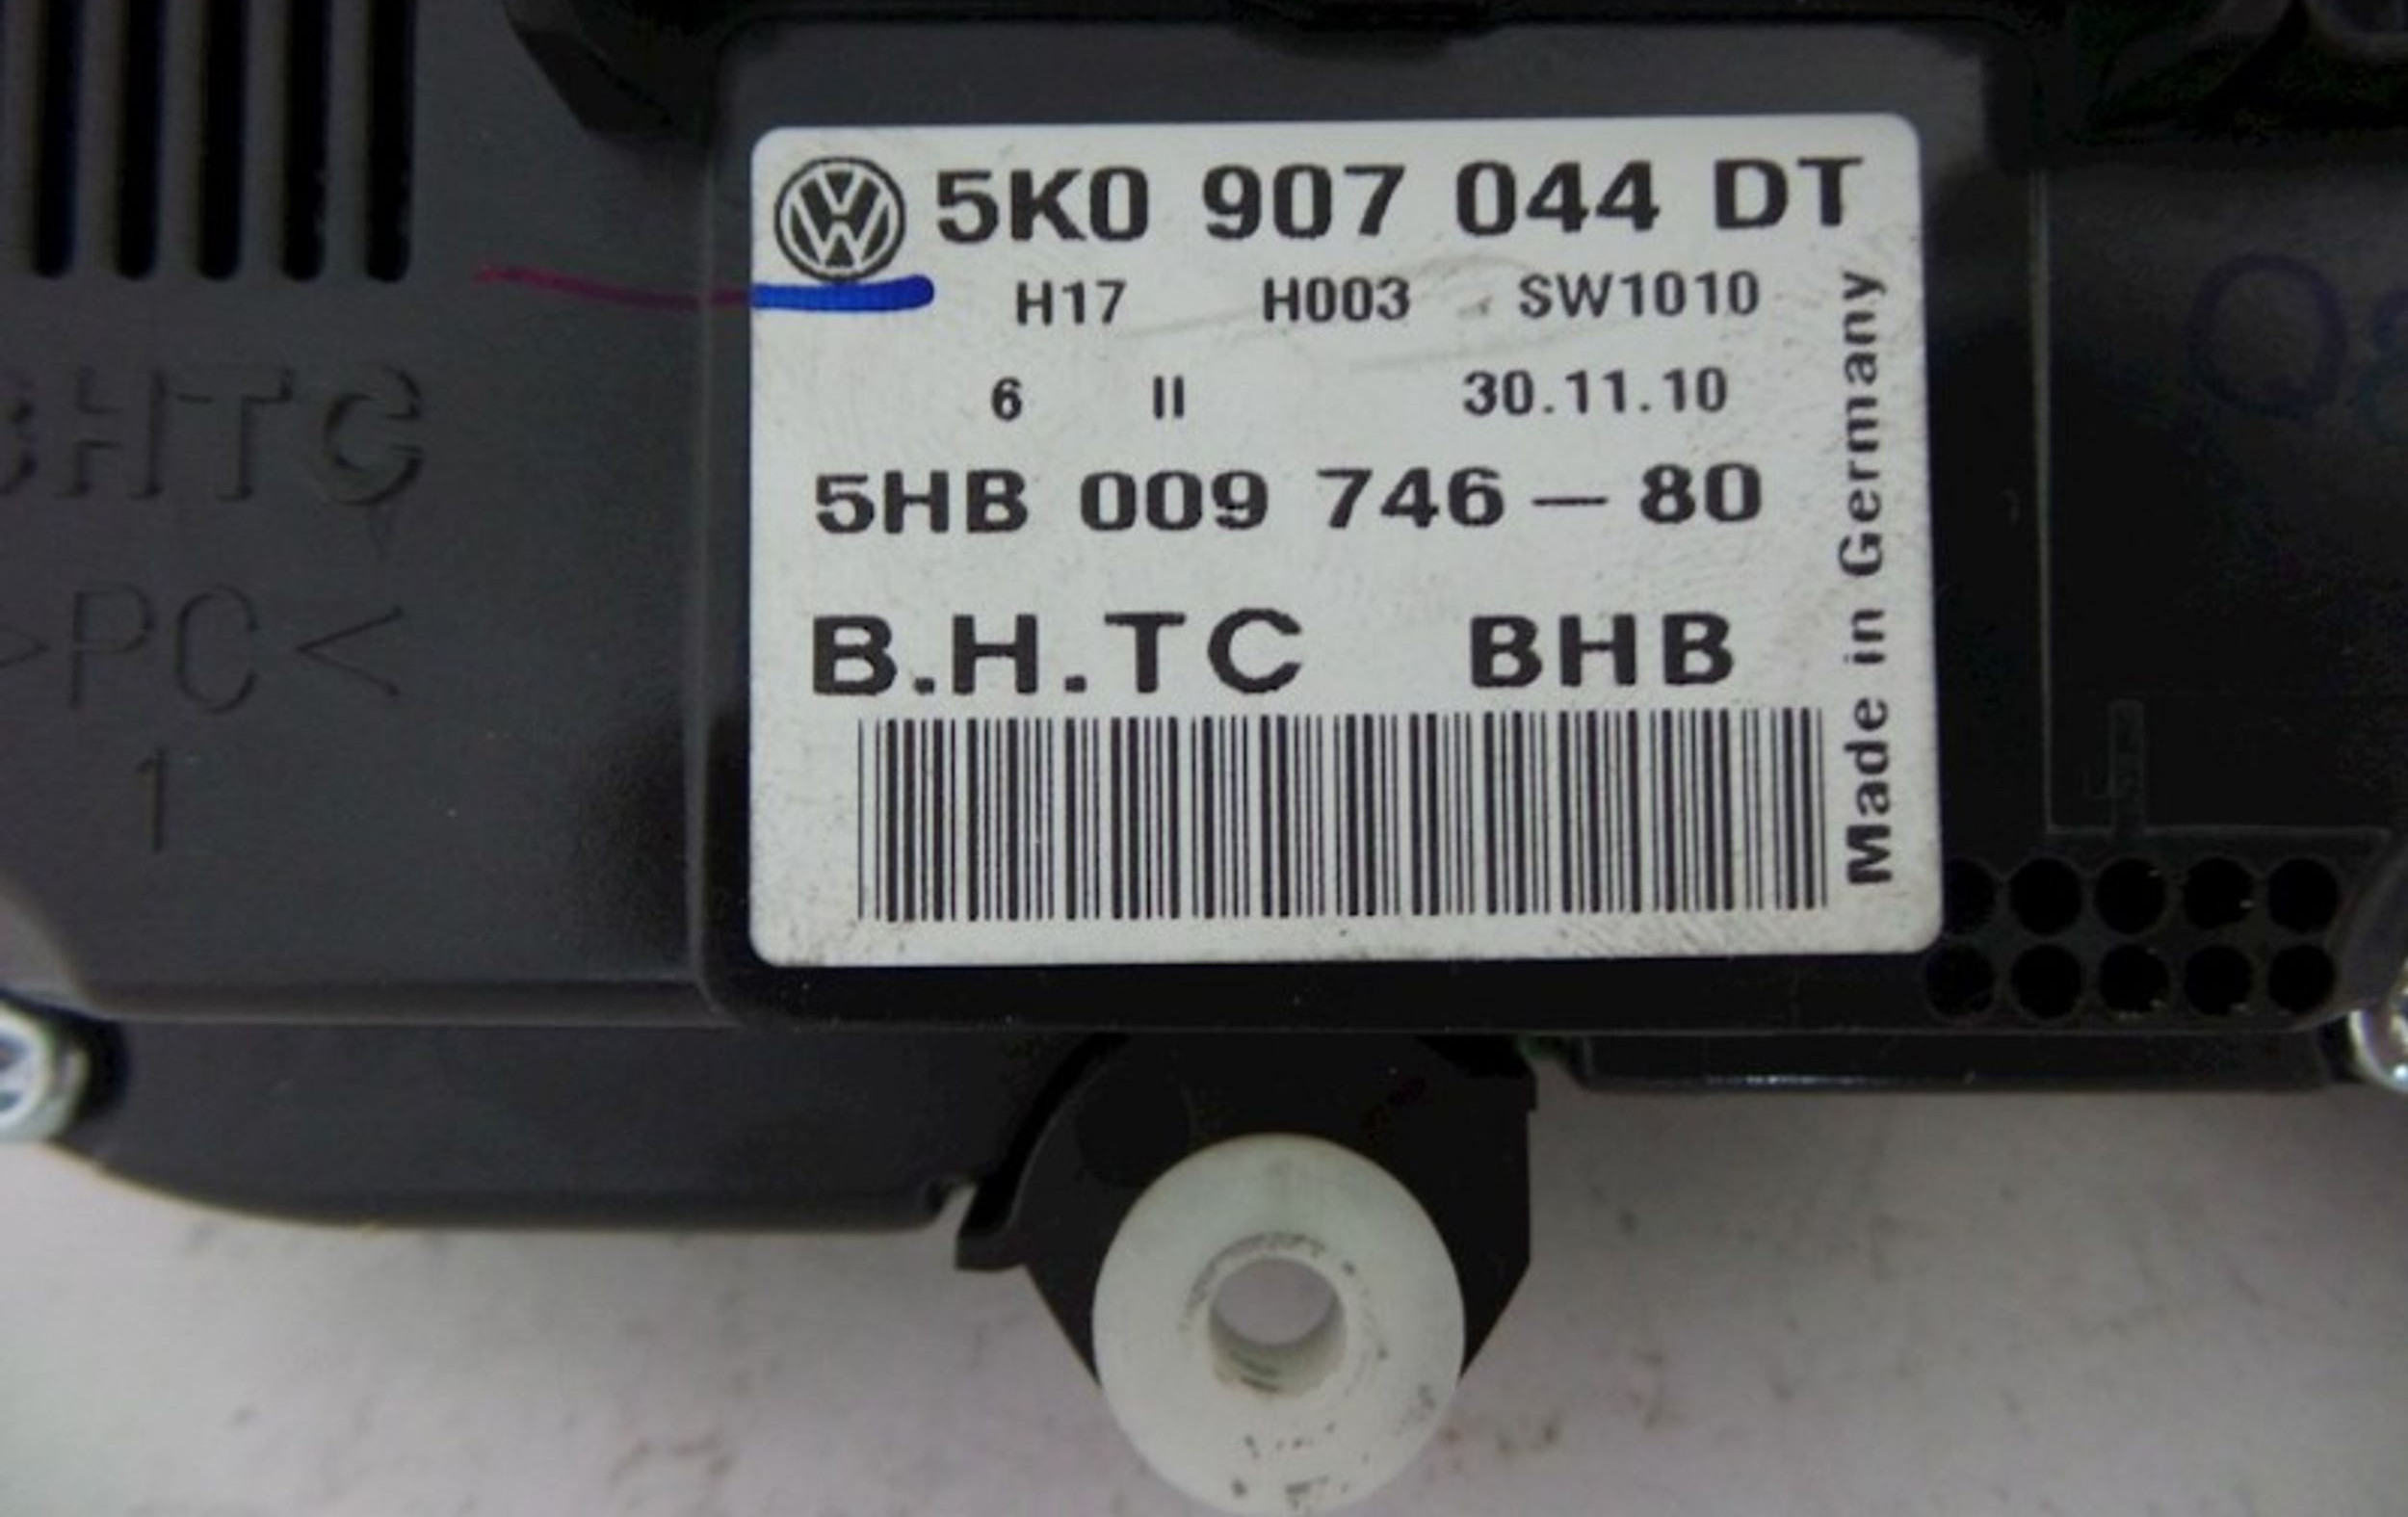 5K0 907 044 DT
H17 H003 SW1010
6 II 30.11.10
5HB 009 746 – 80
B.H.TC BHB
Made in Germany
BHTC
>PC<
1